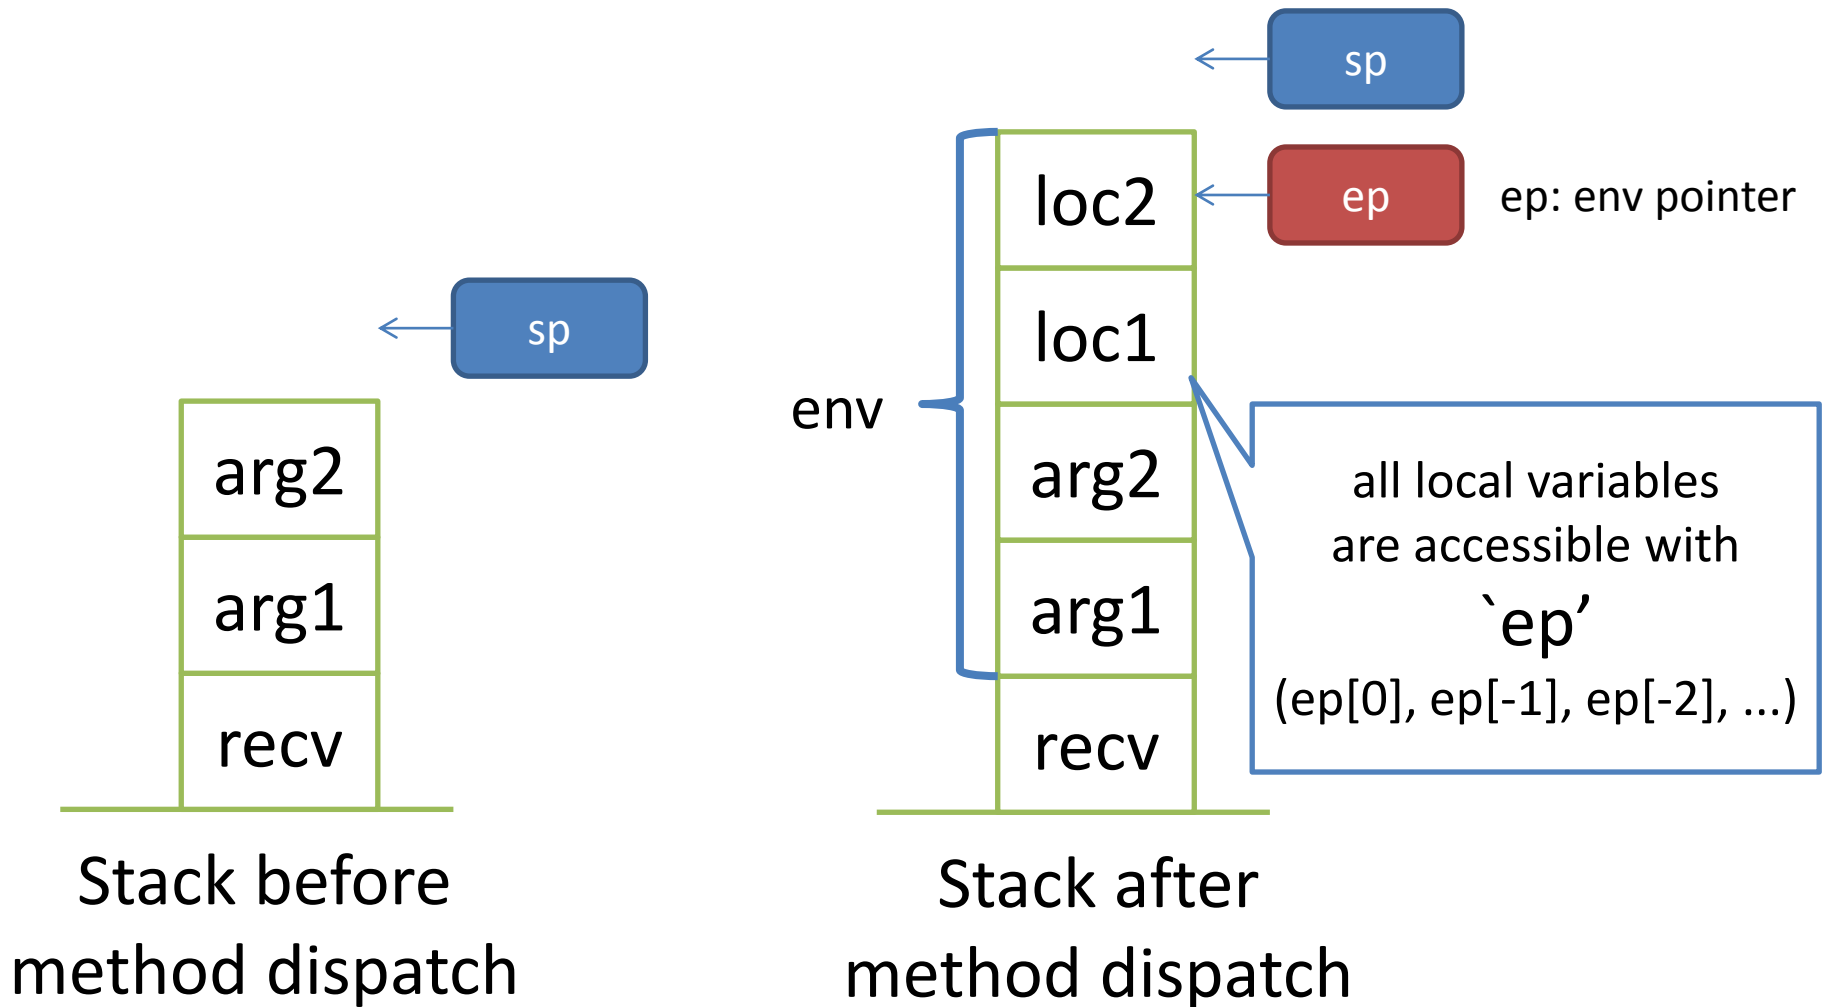 sp
arg2
arg1
recv
Stack before
method dispatch
sp
ep
ep: env pointer
loc2
loc1
env
arg2
arg1
recv
all local variables
are accessible with
`ep’
(ep[0], ep[-1], ep[-2], ...)
Stack after
method dispatch